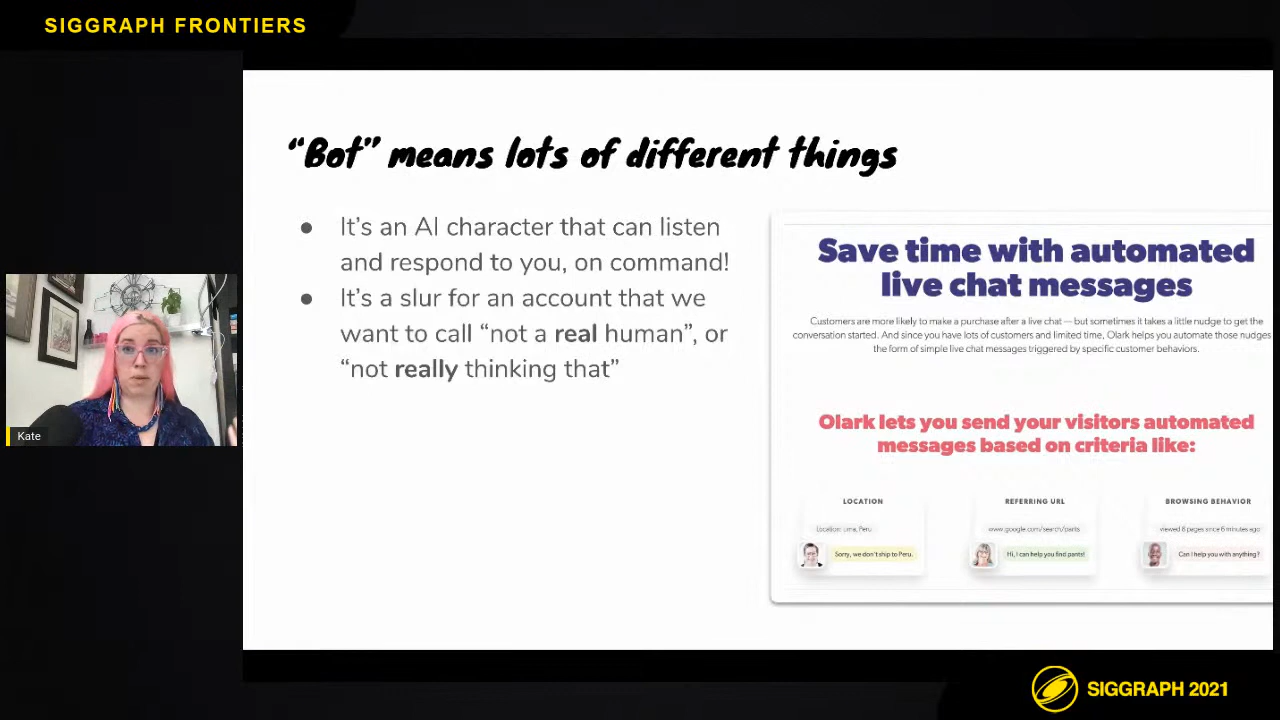 SIGGRAPH FRONTIERS
“Bot” means lots of different things
● It’s an AI character that can listen
and respond to you, on command!
● It’s a slur for an account that we
want to call “not a real human”, or
“not really thinking that”
Save time with automated
live chat messages
Customers are more likely to make a purchase after a live chat — but sometimes it takes a little nudge to get the
conversation started. And since you have lots of customers and limited time, Olark helps you automate those nudges
the form of simple live chat messages triggered by specific customer behaviors.
Olark lets you send your visitors automated
messages based on criteria like:
LOCATION
Location: Lima, Peru
Sorry, we don't ship to Peru.
REFERRING URL
www.google.com/search/pants
Hi, I can help you find pants!
BROWSING BEHAVIOR
viewed 8 pages since 6 minutes ago
Can I help you with anything?
Kate
SIGGRAPH 2021